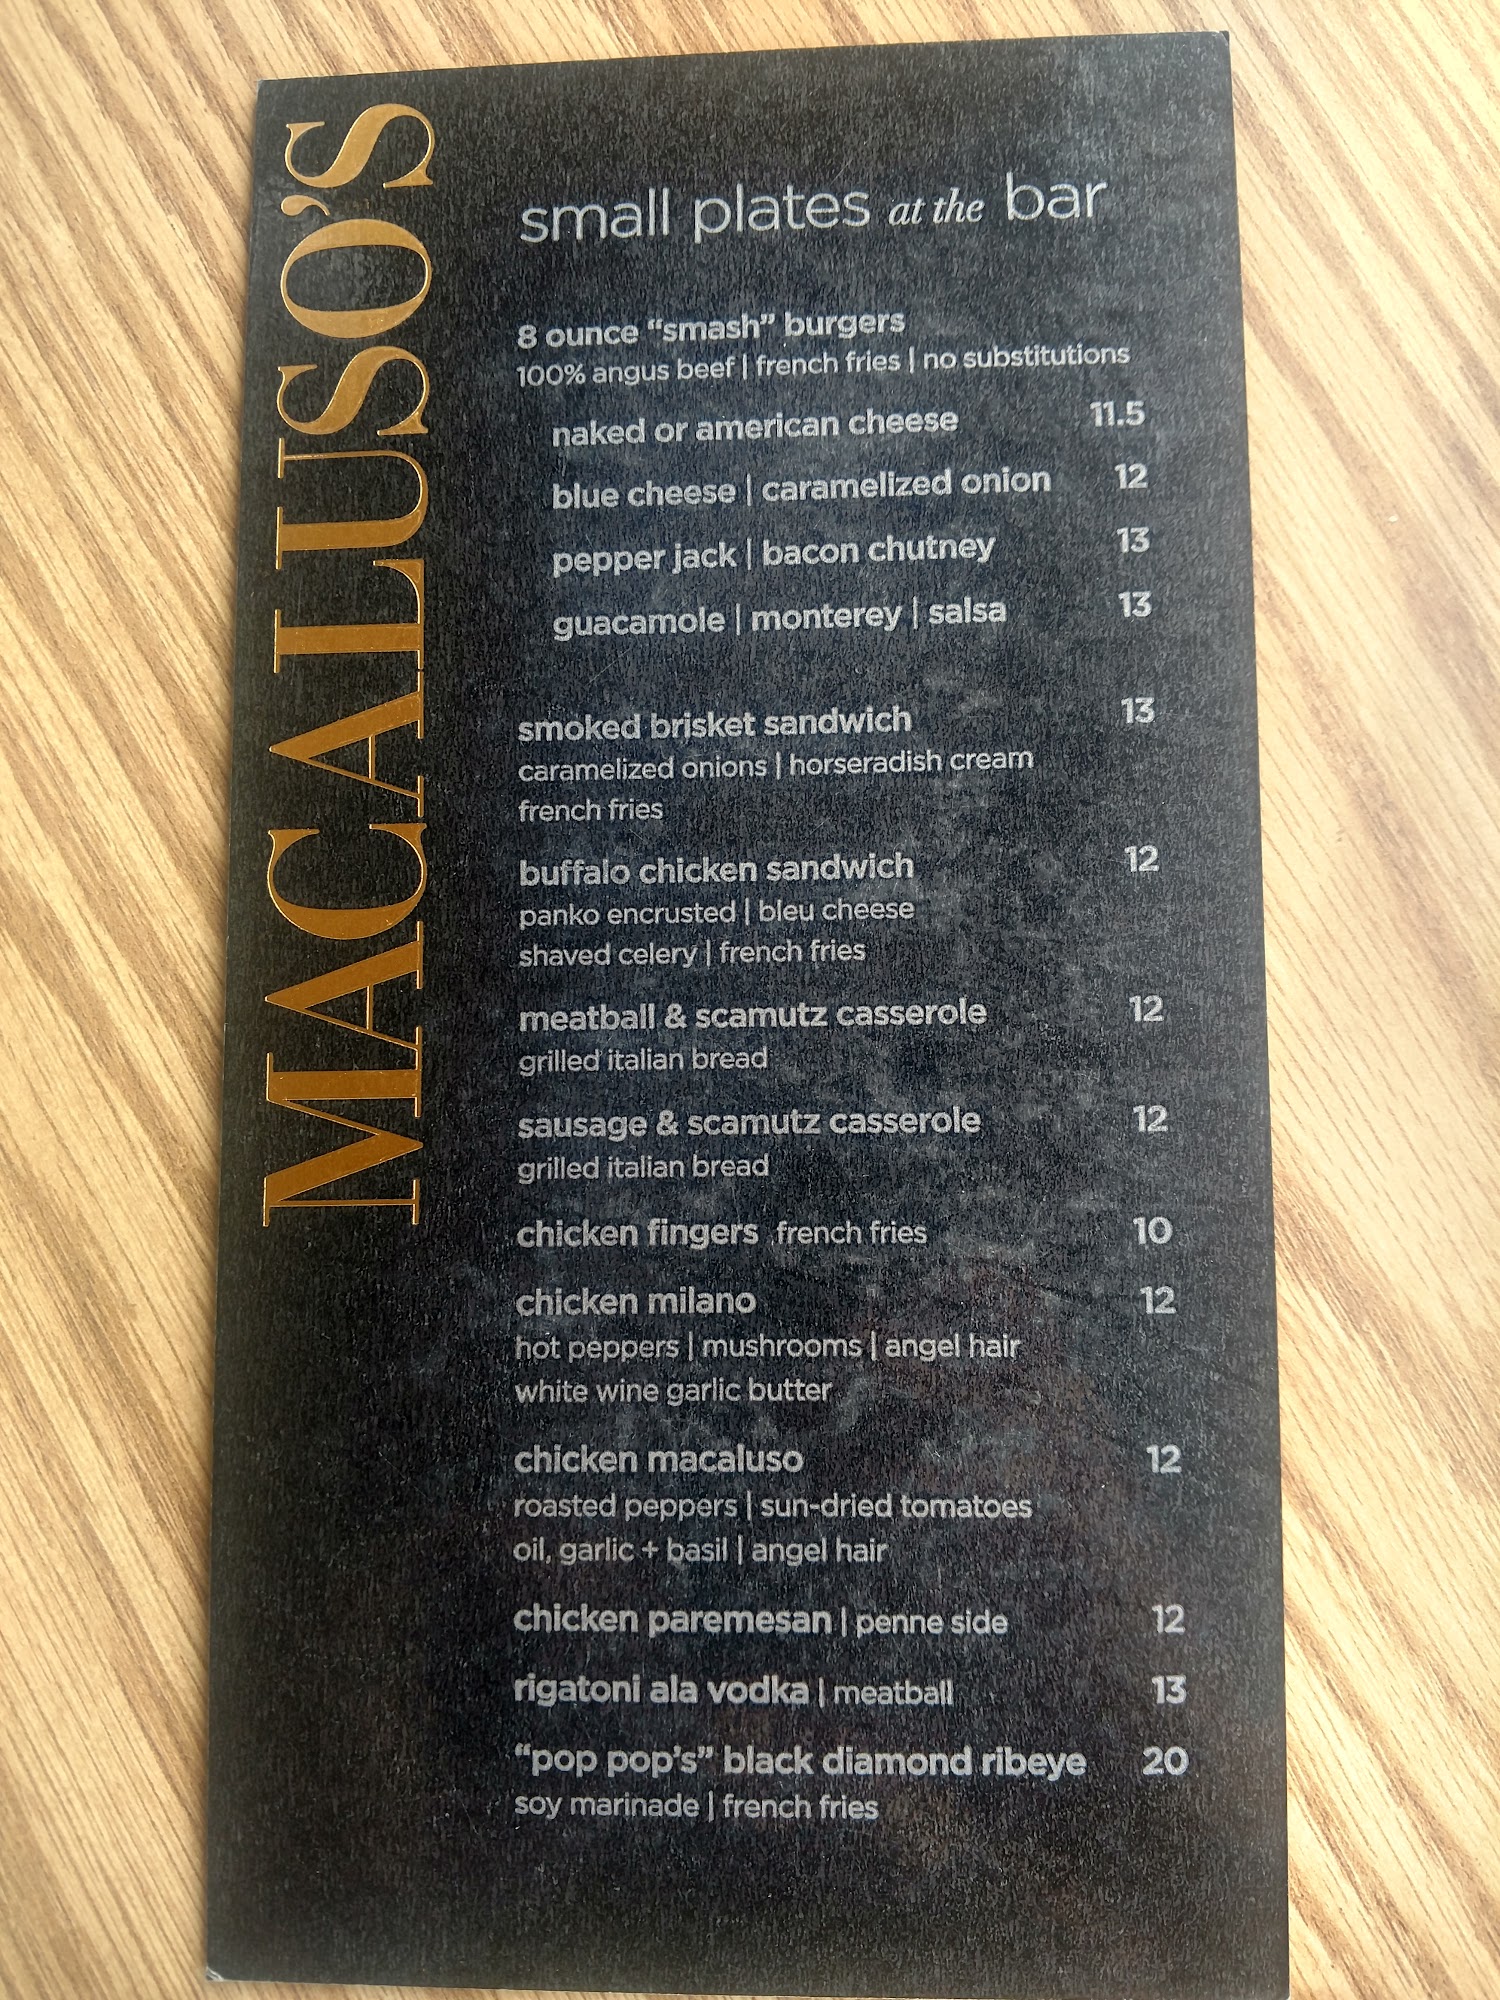 MACALUSO'S
small plates at the bar
8 ounce “smash” burgers
100% angus beef | french fries | no substitutions
naked or american cheese 11.5
blue cheese | caramelized onion 12
pepper jack | bacon chutney 13
guacamole | monterey | salsa 13
smoked brisket sandwich 13
caramelized onions | horseradish cream
french fries
buffalo chicken sandwich 12
panko encrusted | bleu cheese
shaved celery | french fries
meatball & scamutz casserole 12
grilled italian bread
sausage & scamutz casserole 12
grilled italian bread
chicken fingers french fries 10
chicken milano 12
hot peppers | mushrooms | angel hair
white wine garlic butter
chicken macaluso 12
roasted peppers | sun-dried tomatoes
oil, garlic + basil | angel hair
chicken paremesan | penne side 12
rigatoni ala vodka | meatball 13
“pop pop's” black diamond ribeye 20
soy marinade | french fries